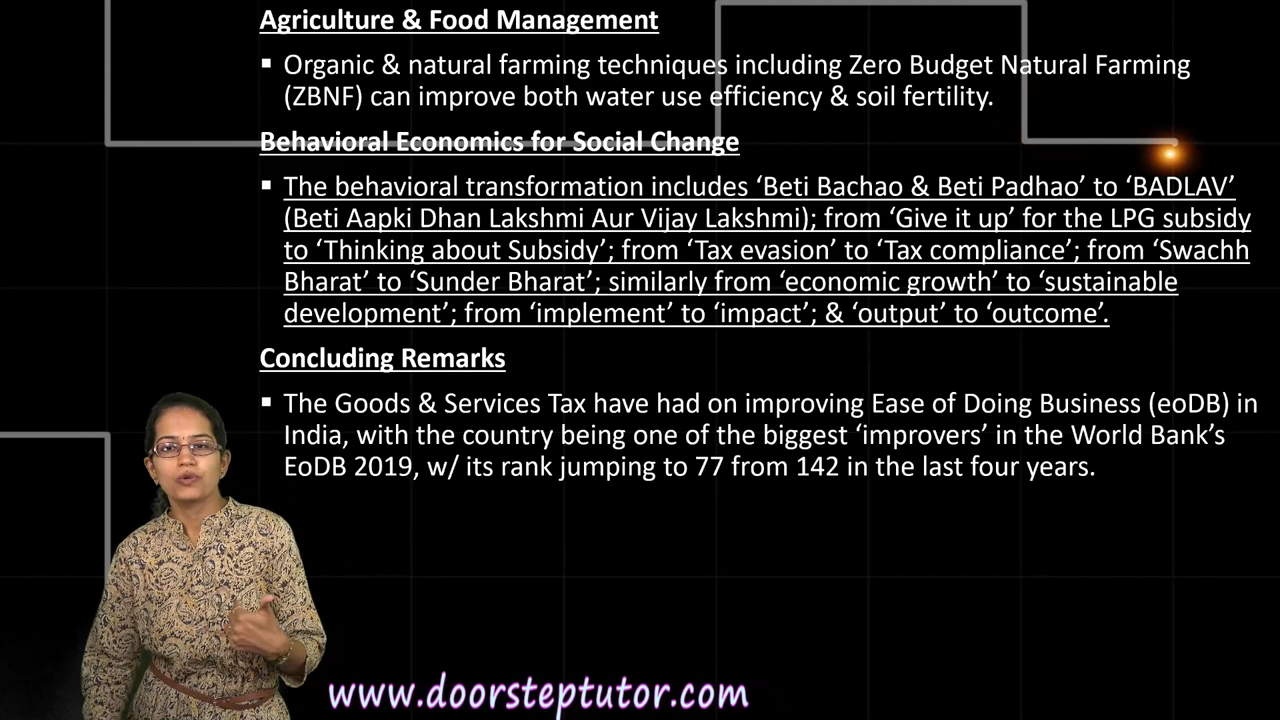 Agriculture & Food Management
▪ Organic & natural farming techniques including Zero Budget Natural Farming
(ZBNF) can improve both water use efficiency & soil fertility.
Behavioral Economics for Social Change
▪ The behavioral transformation includes ‘Beti Bachao & Beti Padhao’ to ‘BADLAV’
(Beti Aapki Dhan Lakshmi Aur Vijay Lakshmi); from ‘Give it up’ for the LPG subsidy
to ‘Thinking about Subsidy’; from ‘Tax evasion’ to ‘Tax compliance’; from ‘Swachh
Bharat’ to ‘Sunder Bharat’; similarly from ‘economic growth’ to ‘sustainable
development’; from ‘implement’ to ‘impact’; & ‘output’ to ‘outcome’.
Concluding Remarks
▪ The Goods & Services Tax have had on improving Ease of Doing Business (eoDB) in
India, with the country being one of the biggest ‘improvers’ in the World Bank’s
EoDB 2019, w/ its rank jumping to 77 from 142 in the last four years.
www.doorsteptutor.com